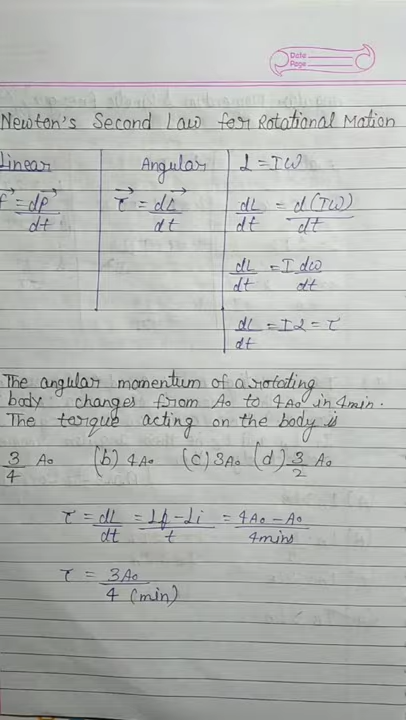 Date
Page
Newton's Second Law for Rotational Mation
Linear Angular L = IW
F = dP/dt τ = dL/dt dL/dt = d(IW)/dt
dL/dt = I dω/dt
dL/dt = Iα = τ
The angular momentum of a rotating
body changes from A₀ to 4A₀ in 4min.
The torque acting on the body is
3/4 A₀ (b) 4A₀ (c) 3A₀ (d) 3/2 A₀
τ = dL/dt = Lf - Li/t = 4A₀ - A₀/4mins
τ = 3A₀/4 (min)